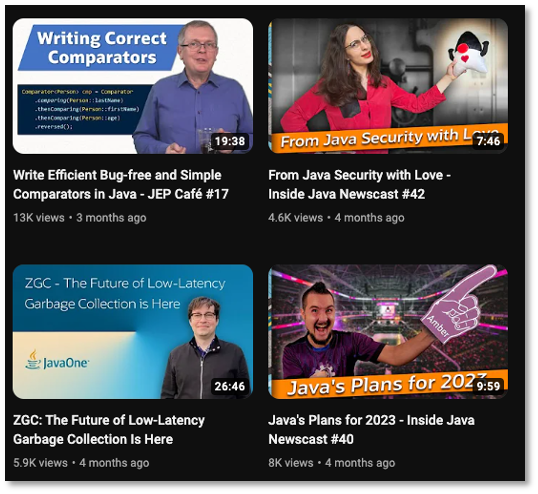 Writing Correct
Comparators
Comparator<Person> cmp = Comparator
.comparing(Person::lastName)
.thenComparing(Person::firstName)
.thenComparing(Person::age)
.reversed();
19:38
Write Efficient Bug-free and Simple
Comparators in Java - JEP Café #17
13K views • 3 months ago
From Java Security with Love
7:46
From Java Security with Love -
Inside Java Newscast #42
4.6K views • 4 months ago
ZGC - The Future of Low-Latency
Garbage Collection is Here
JavaOne
26:46
ZGC: The Future of Low-Latency
Garbage Collection Is Here
5.9K views • 4 months ago
Amber
Java's Plans for 2023
9:59
Java's Plans for 2023 - Inside Java
Newscast #40
8K views • 4 months ago